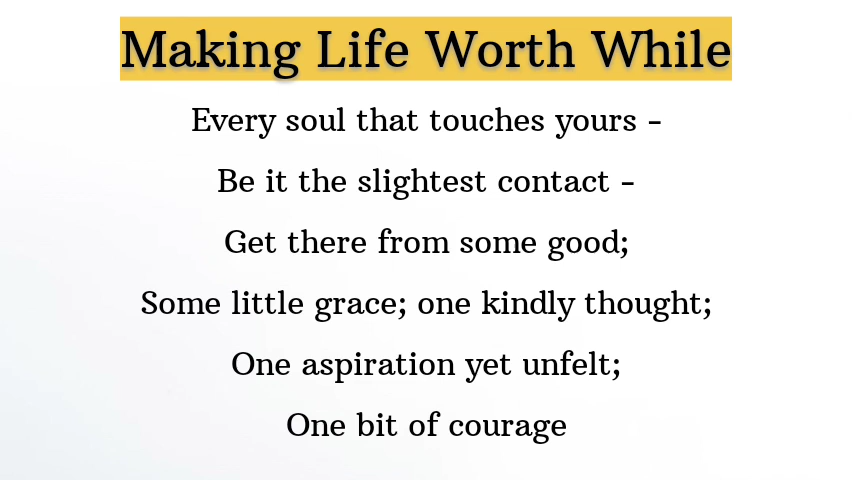 Making Life Worth While
Every soul that touches yours -
Be it the slightest contact -
Get there from some good;
Some little grace; one kindly thought;
One aspiration yet unfelt;
One bit of courage